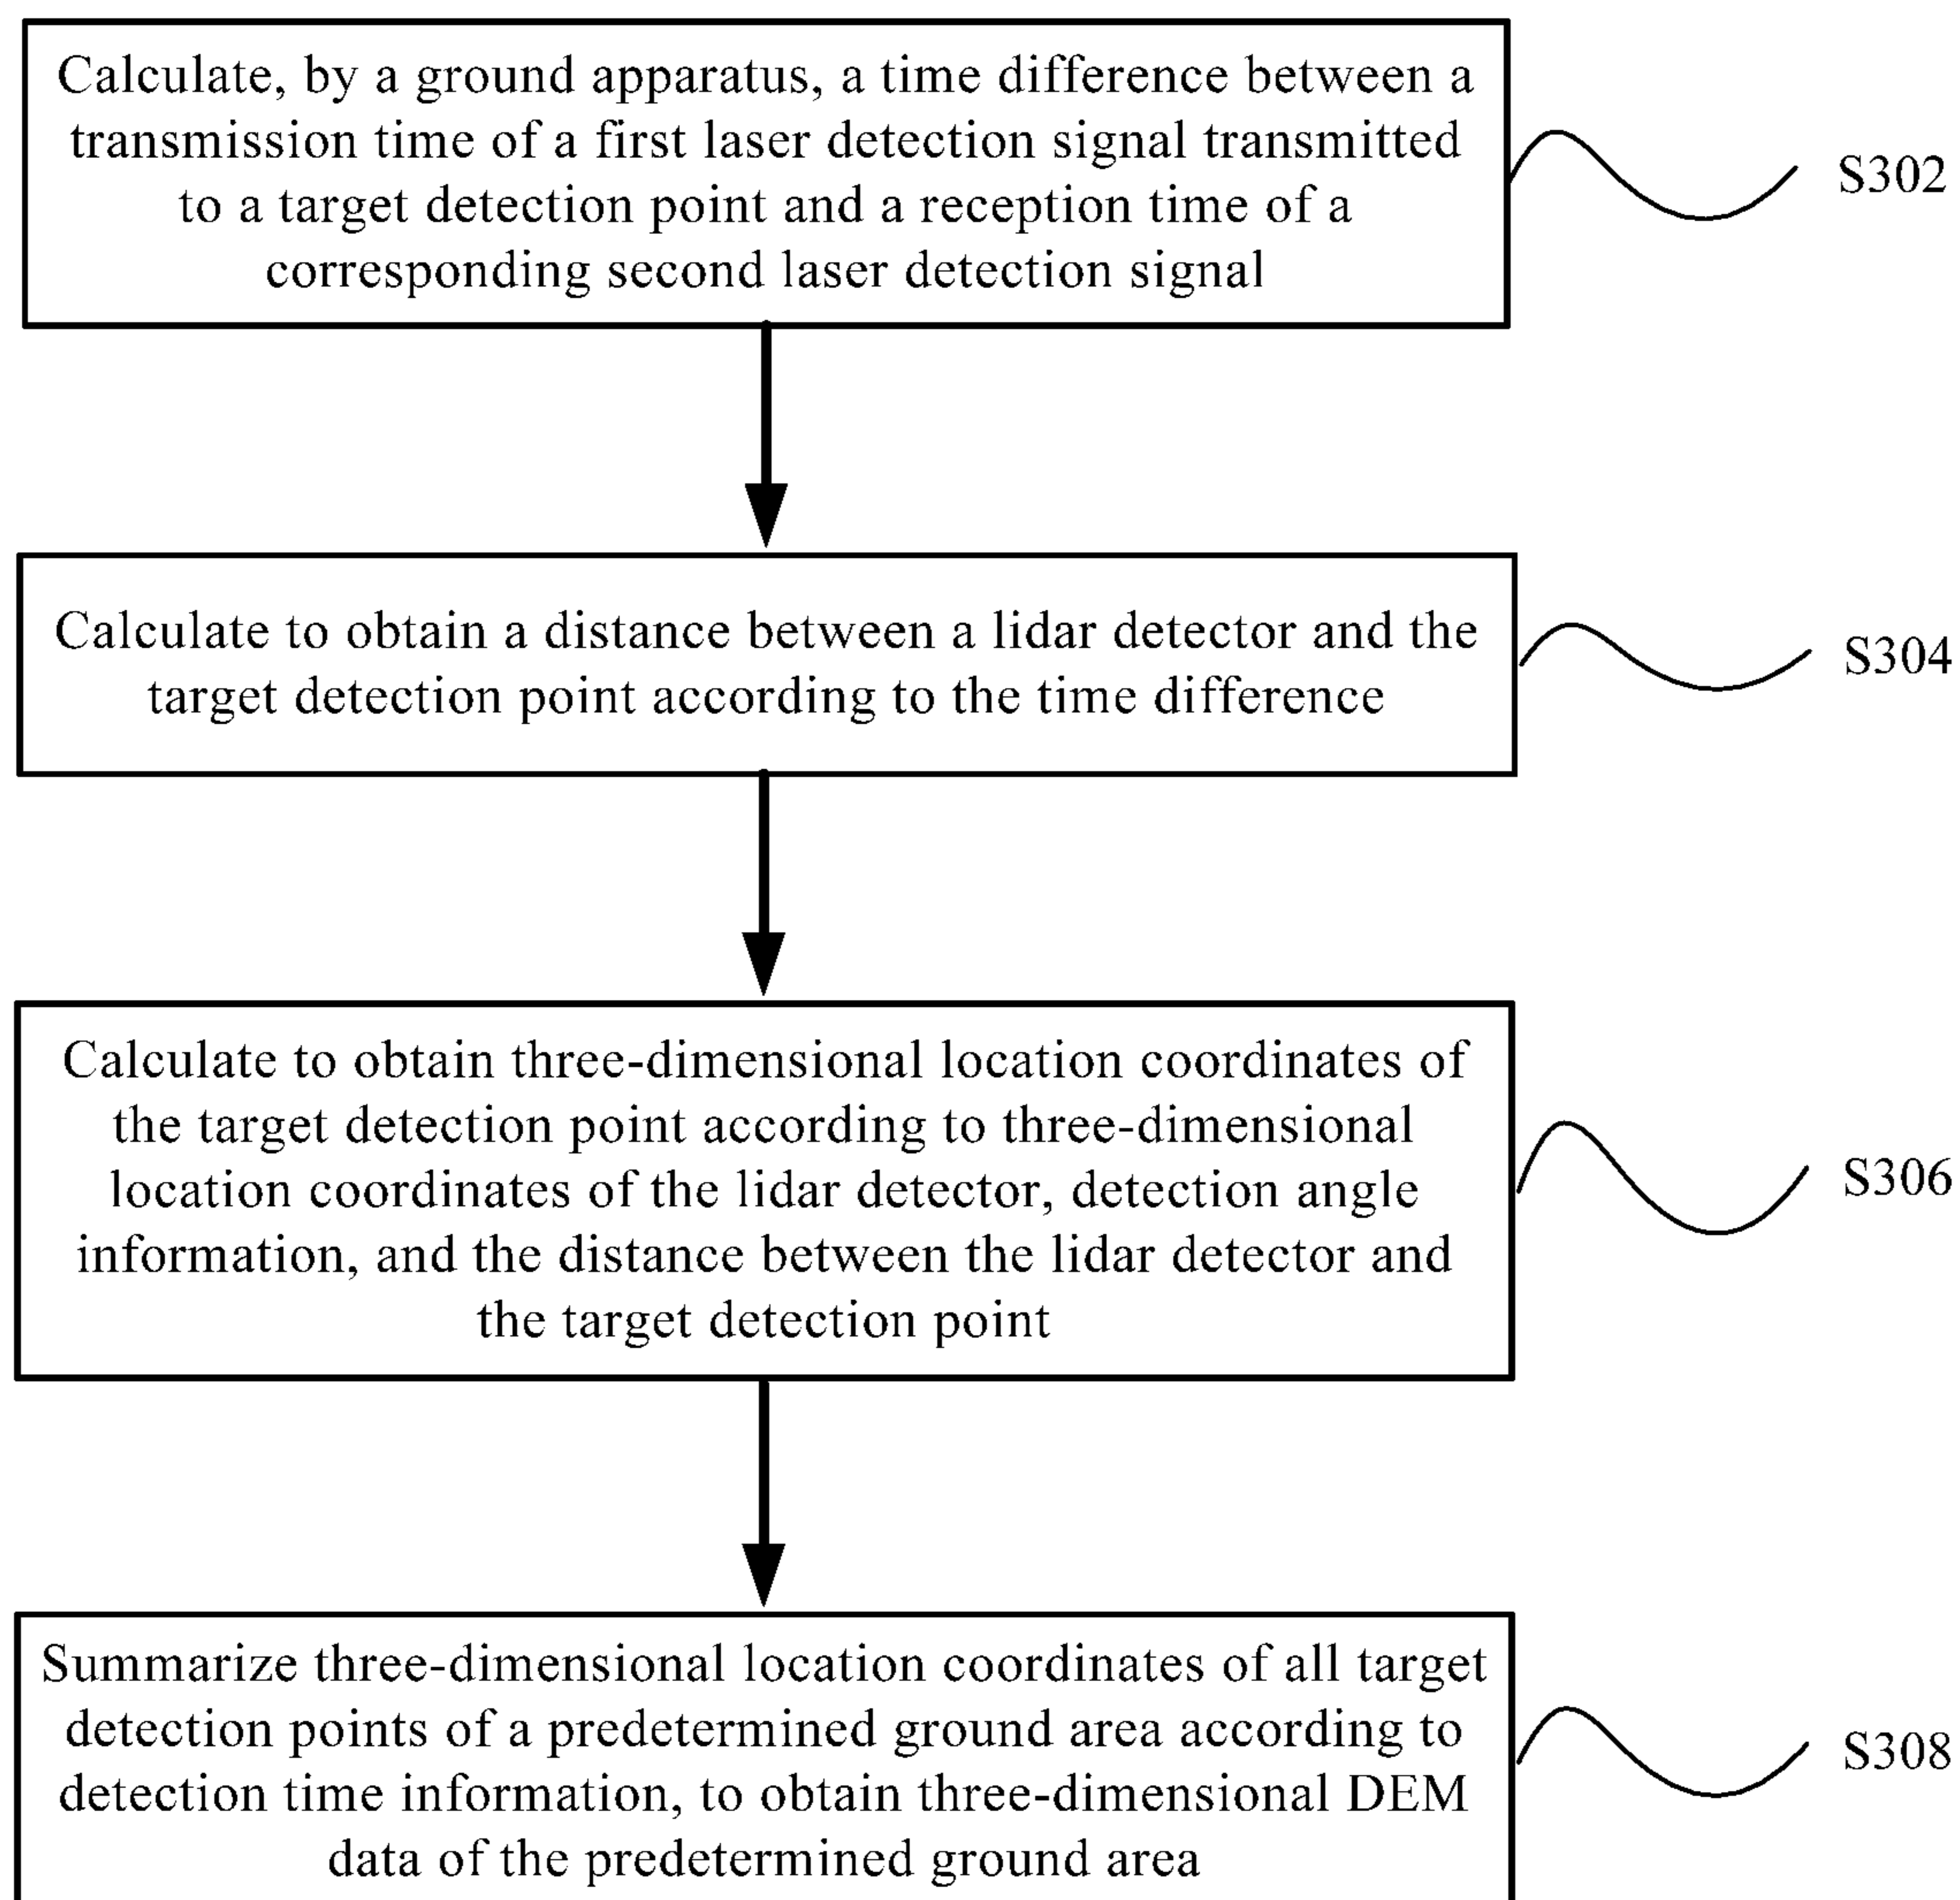 Calculate, by a ground apparatus, a time difference between a
transmission time of a first laser detection signal transmitted
to a target detection point and a reception time of a
corresponding second laser detection signal
S302
Calculate to obtain a distance between a lidar detector and the
target detection point according to the time difference
S304
Calculate to obtain three-dimensional location coordinates of
the target detection point according to three-dimensional
location coordinates of the lidar detector, detection angle
information, and the distance between the lidar detector and
the target detection point
S306
Summarize three-dimensional location coordinates of all target
detection points of a predetermined ground area according to
detection time information, to obtain three-dimensional DEM
data of the predetermined ground area
S308